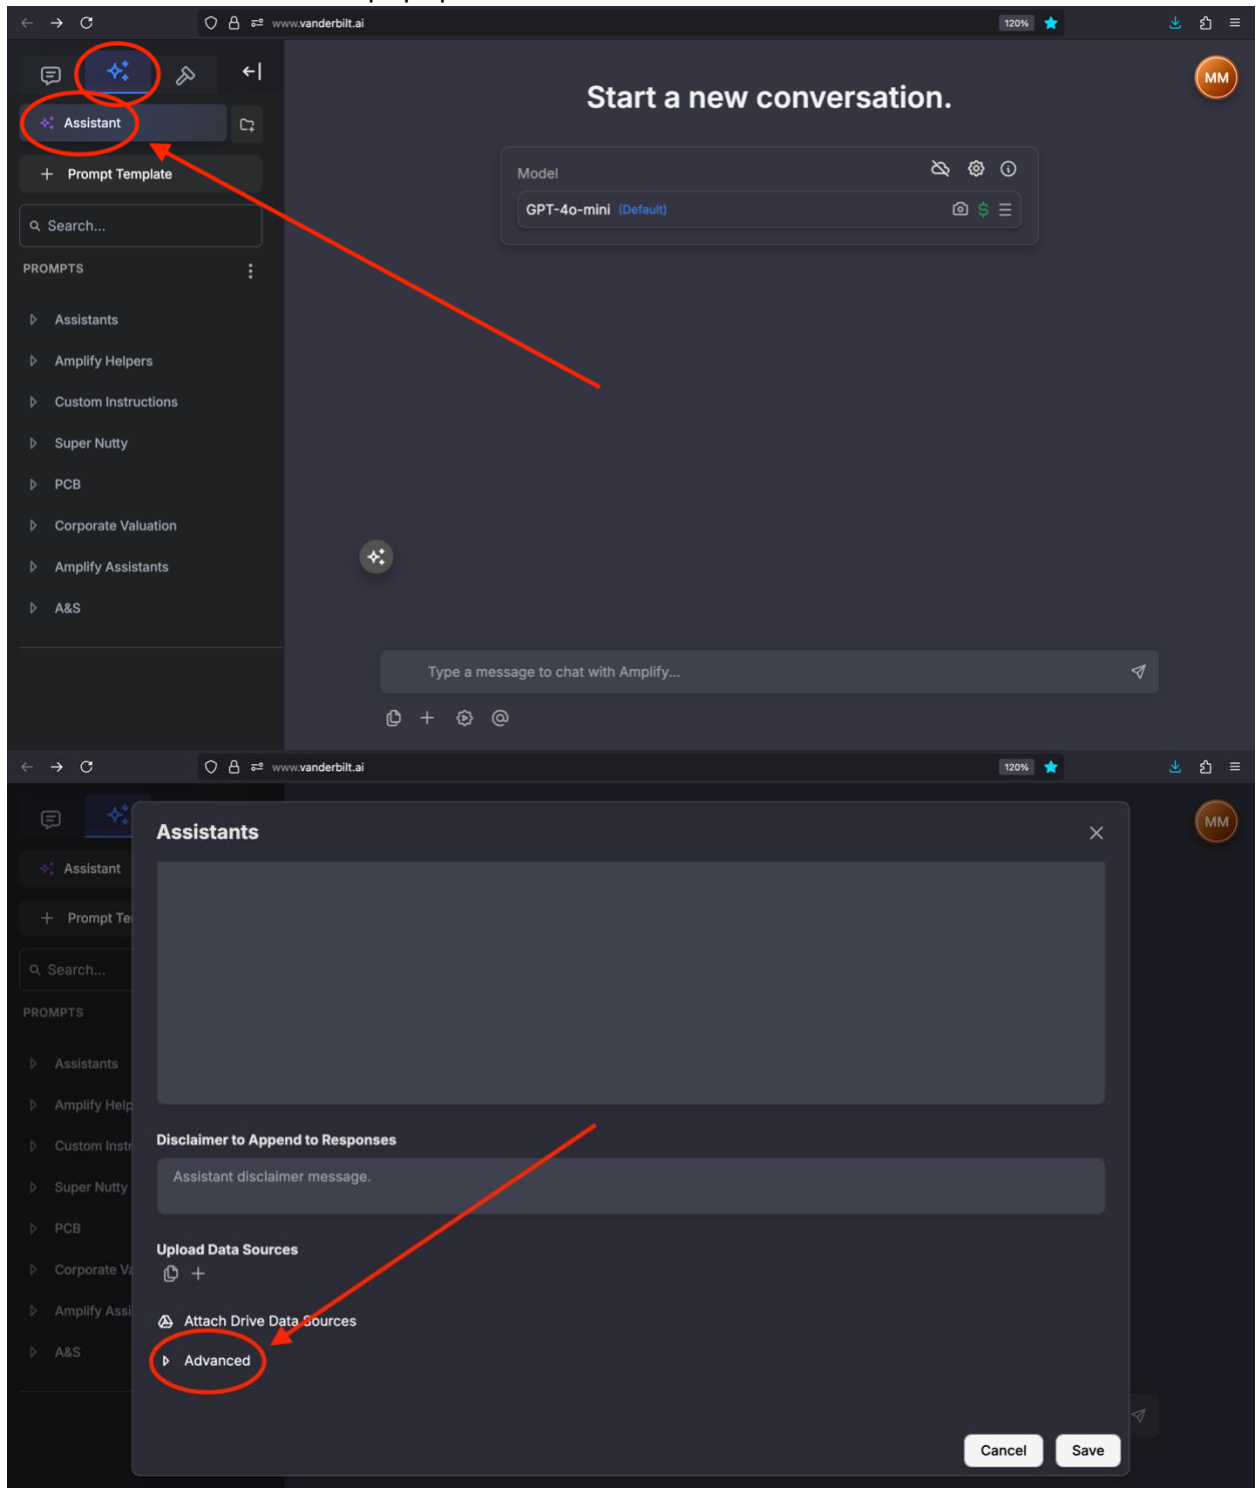 www.vanderbilt.ai
120%
MM
Start a new conversation.
Assistant
Prompt Template
Model
GPT-4o-mini (Default)
Search...
PROMPTS
Assistants
Amplify Helpers
Custom Instructions
Super Nutty
PCB
Corporate Valuation
Amplify Assistants
A&S
Type a message to chat with Amplify...
www.vanderbilt.ai
120%
MM
Assistants
Assistant
Prompt Te
Search...
PROMPTS
Assistants
Amplify Help
Custom Instr
Super Nutty
PCB
Corporate Va
Amplify Assi
A&S
Disclaimer to Append to Responses
Assistant disclaimer message.
Upload Data Sources
Attach Drive Data Sources
Advanced
Cancel
Save